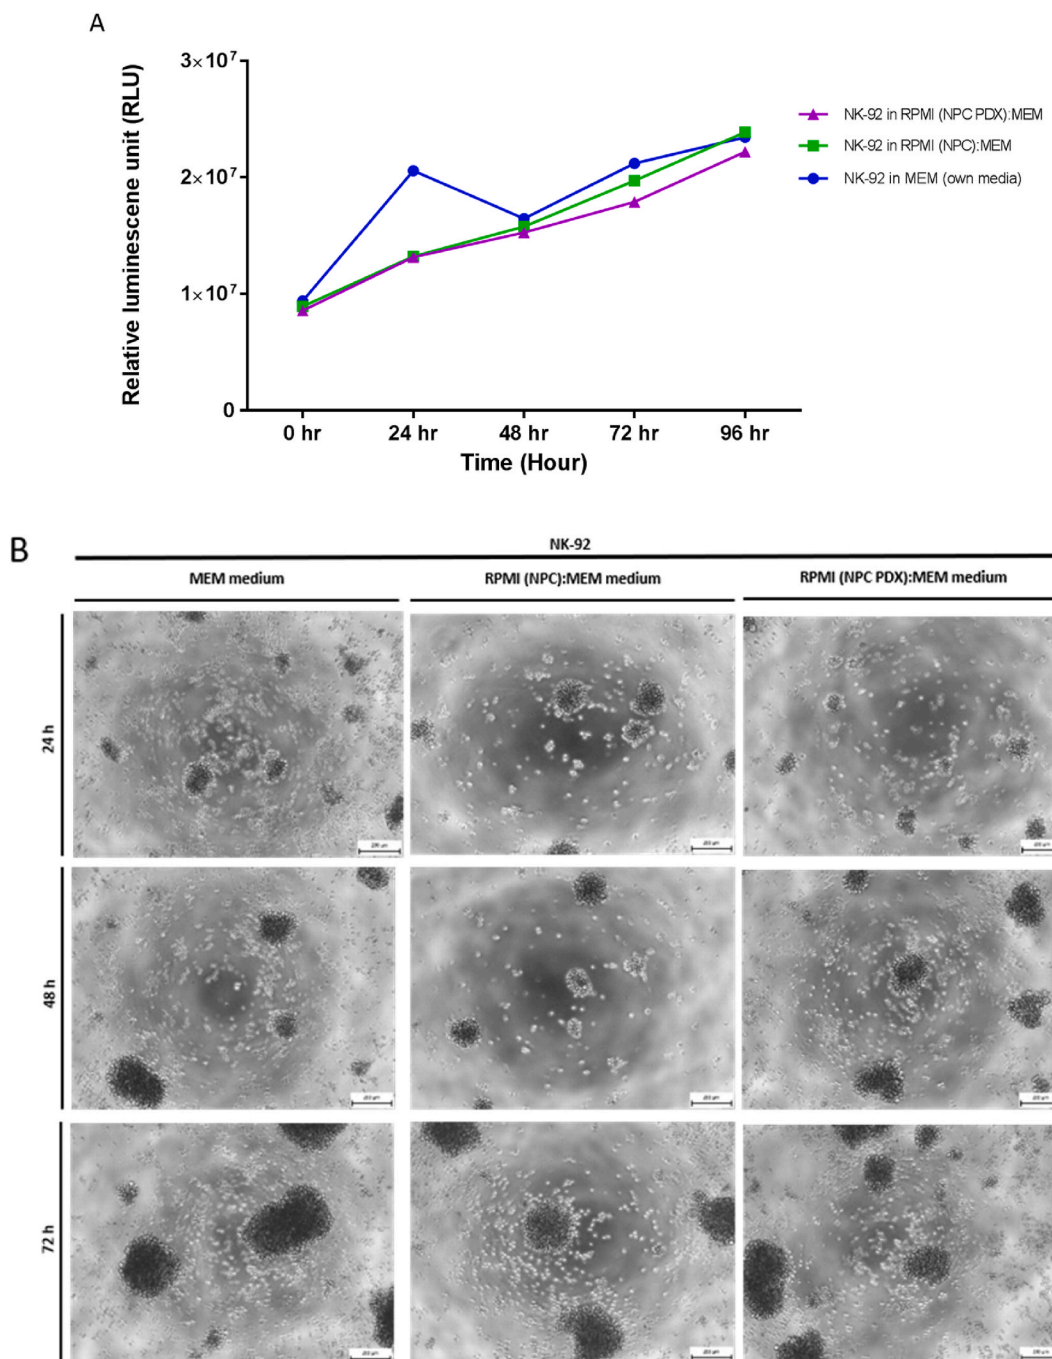 A
3×10⁷
2×10⁷
1×10⁷
0
Relative luminescene unit (RLU)
0 hr 24 hr 48 hr 72 hr 96 hr
Time (Hour)
NK-92 in RPMI (NPC PDX):MEM
NK-92 in RPMI (NPC):MEM
NK-92 in MEM (own media)
B
NK-92
MEM medium RPMI (NPC):MEM medium RPMI (NPC PDX):MEM medium
24 h
48 h
72 h